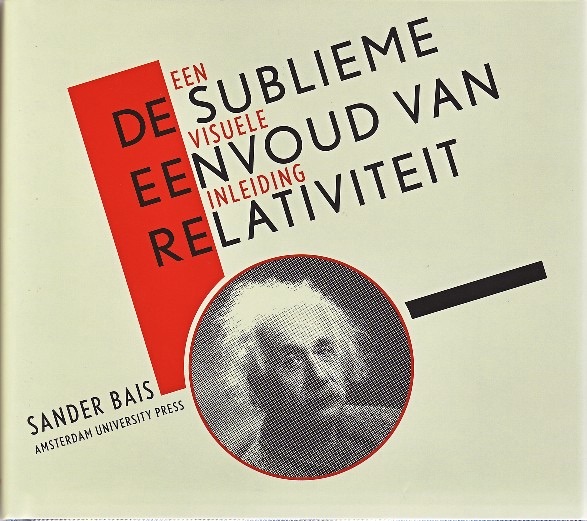 EEN
DE SUBLIEME
VISUELE
EENVOUD VAN
INLEIDING
RELATIVITEIT
SANDER BAIS
AMSTERDAM UNIVERSITY PRESS